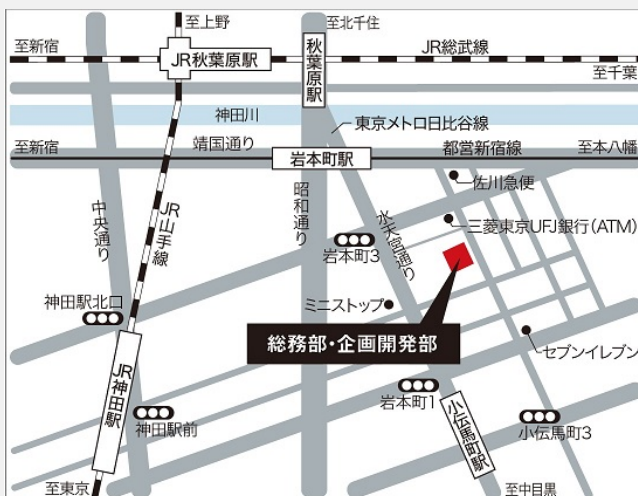 至上野
至北千住
至新宿
JR秋葉原駅
秋葉原駅
JR総武線
至千葉
神田川
東京メトロ日比谷線
至新宿
靖国通り
岩本町駅
都営新宿線
至本八幡
佐川急便
中央通り
JR山手線
昭和通り
水天宮通り
三菱東京UFJ銀行(ATM)
岩本町3
神田駅北口
ミニストップ
総務部・企画開発部
セブンイレブン
JR神田駅
岩本町1
神田駅前
小伝馬町駅
小伝馬町3
至東京
至中目黒